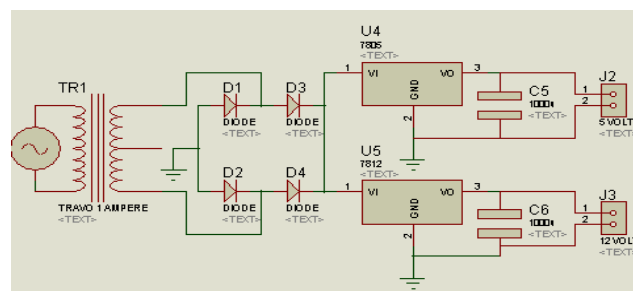 TR1
TRAVO 1 AMPERE
<TEXT>
D1
DIODE
<TEXT>
D3
DIODE
<TEXT>
D2
DIODE
<TEXT>
D4
DIODE
<TEXT>
U4
7805
<TEXT>
1
VI
VO
3
GND
2
C5
1000u
<TEXT>
J2
1
2
5 VOLT
<TEXT>
U5
7812
<TEXT>
1
VI
VO
3
GND
2
C6
1000u
<TEXT>
J3
1
2
12 VOLT
<TEXT>